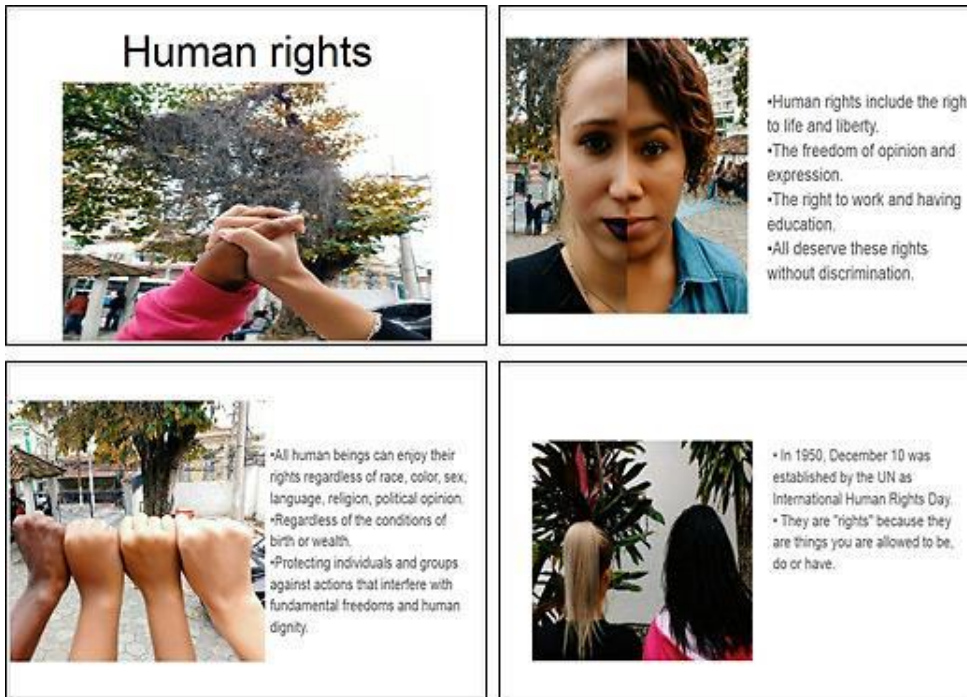 Human rights
•Human rights include the righ
to life and liberty.
•The freedom of opinion and
expression.
•The right to work and having
education.
•All deserve these rights
without discrimination.
•All human beings can enjoy their
rights regardless of race, color, sex,
language, religion, political opinion.
•Regardless of the conditions of
birth or wealth.
•Protecting individuals and groups
against actions that interfere with
fundamental freedoms and human
dignity.
• In 1950, December 10 was
established by the UN as
International Human Rights Day.
• They are "rights" because they
are things you are allowed to be,
do or have.